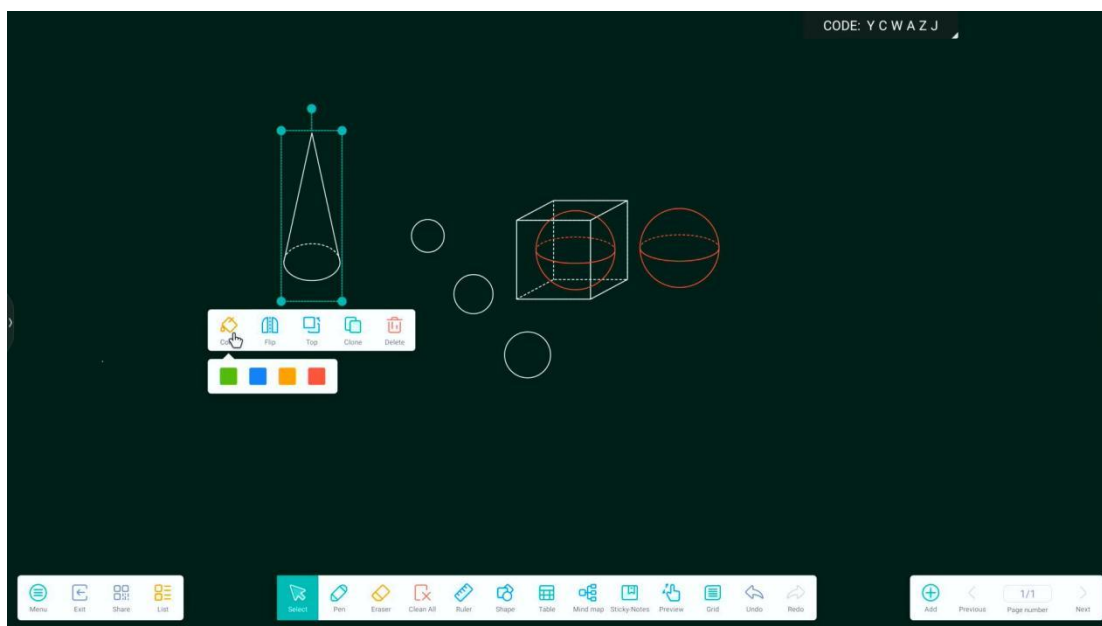 CODE: Y C W A Z J
Flip Top Clone Delete
Menu Exit Share List
Select Pen Eraser Clean All Ruler Shape Table Mind map Sticky Notes Preview Grid Undo Redo
Add Previous 1/1 Page number Next